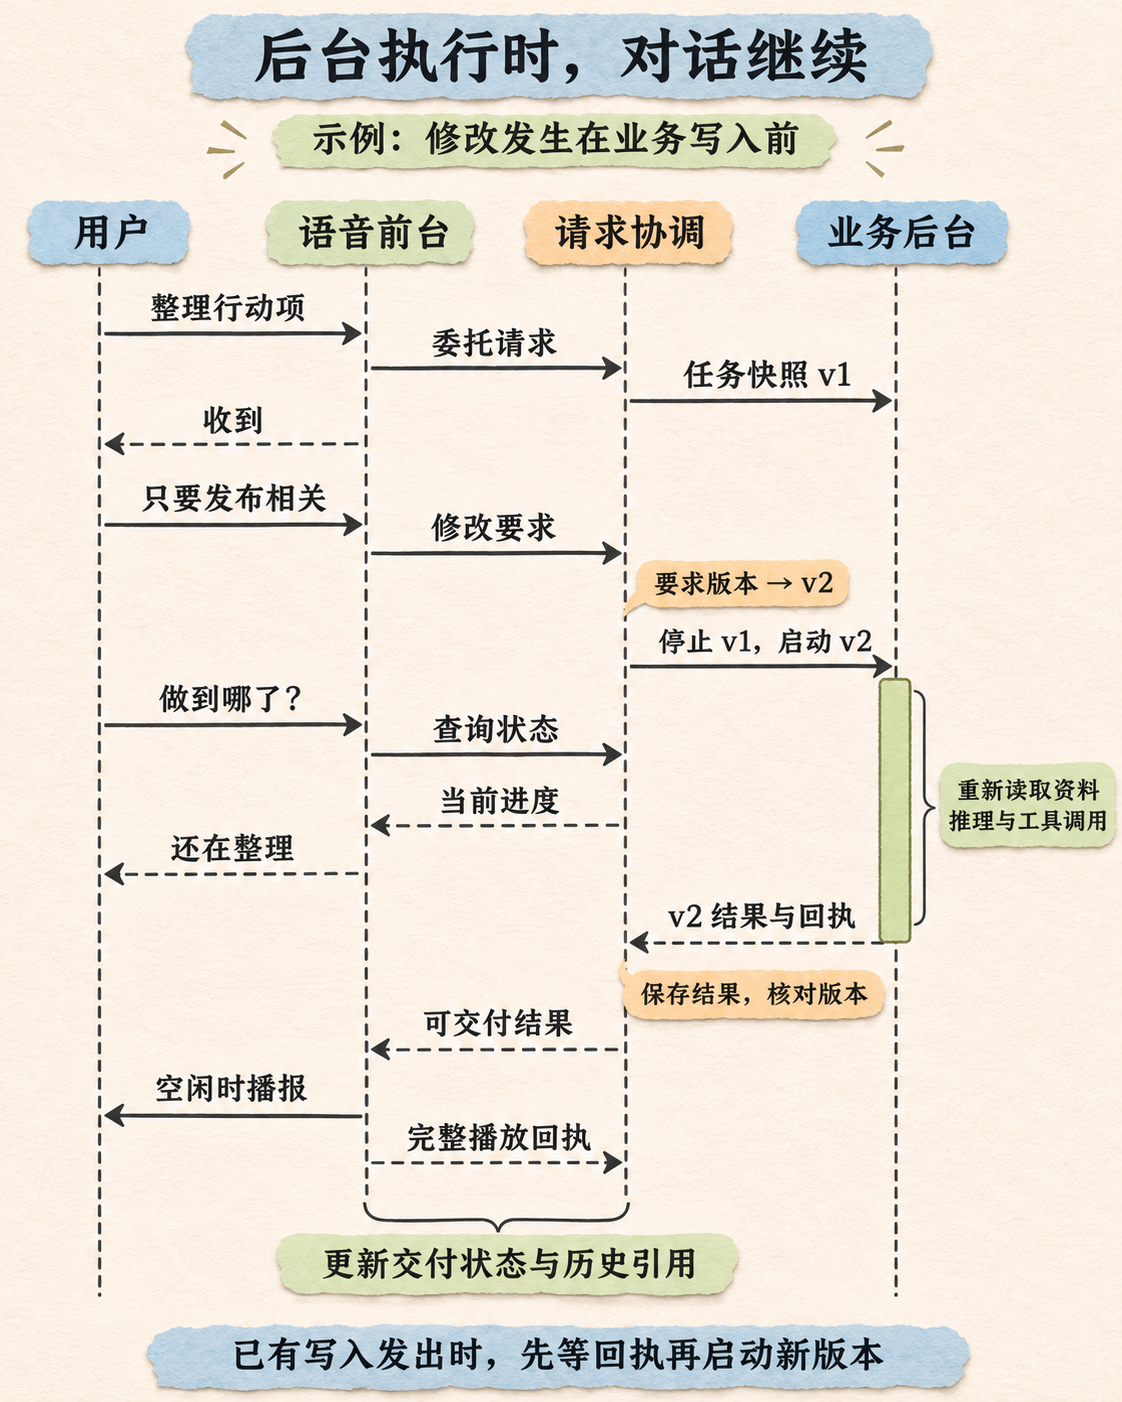 后台执行时，对话继续
示例：修改发生在业务写入前
用户
语音前台
请求协调
业务后台
整理行动项
委托请求
任务快照 v1
收到
只要发布相关
修改要求
要求版本 → v2
停止 v1，启动 v2
做到哪了？
查询状态
重新读取资料
推理与工具调用
当前进度
还在整理
v2 结果与回执
保存结果，核对版本
可交付结果
空闲时播报
完整播放回执
更新交付状态与历史引用
已有写入发出时，先等回执再启动新版本